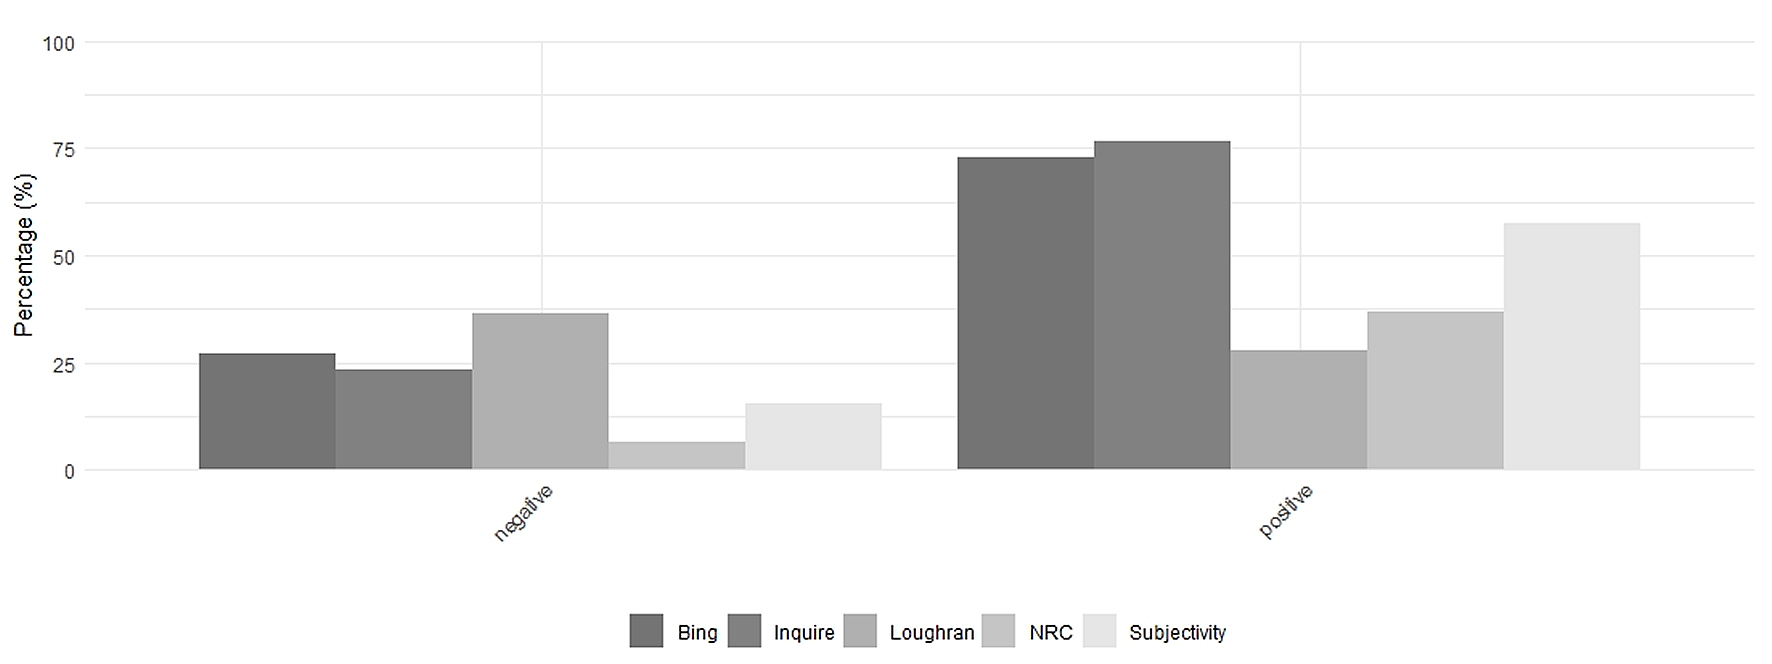 Percentage (%)
100
75
50
25
0
negative
positive
Bing
Inquire
Loughran
NRC
Subjectivity